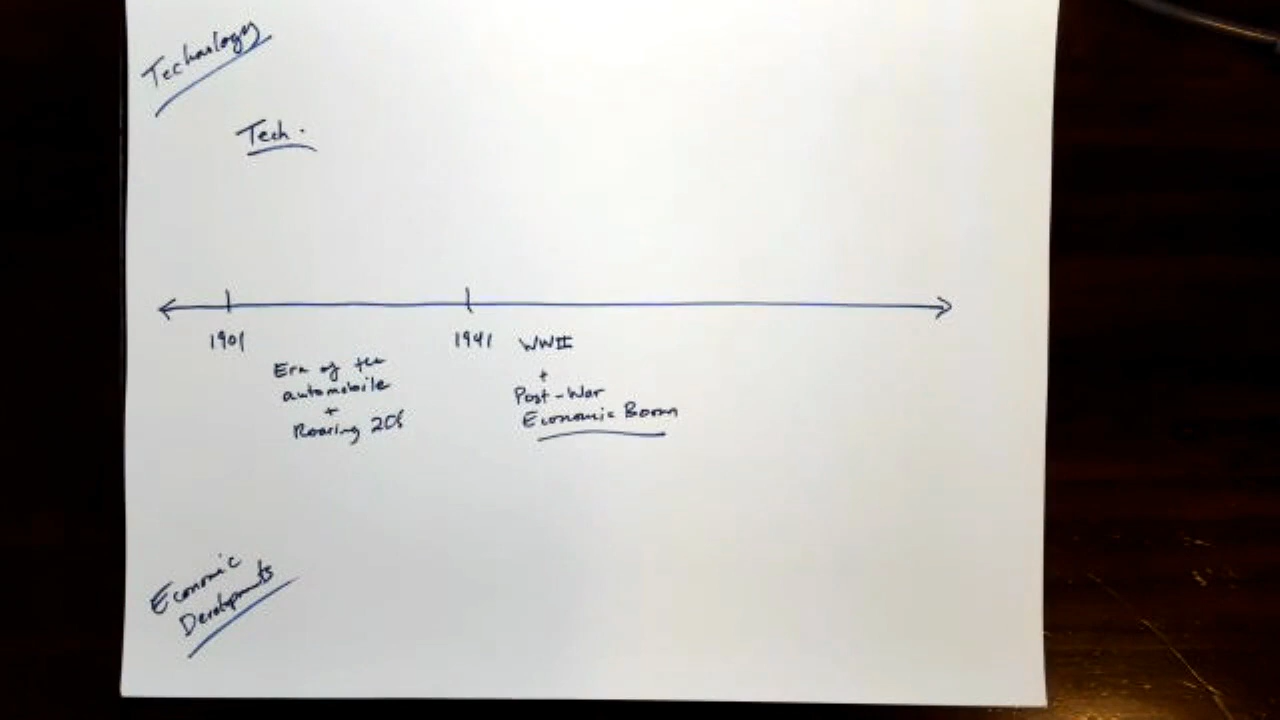 Technology
Tech.
1901
1941
Era of the
automobile
+
Roaring 20s
WWII
+
Post-War
Economic Boom
Economic
Developments